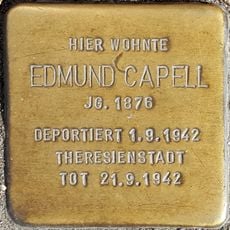 HIER WOHNTE
EDMUND CAPELL
JG. 1876
DEPORTIERT 1.9.1942
THERESIENSTADT
TOT 21.9.1942